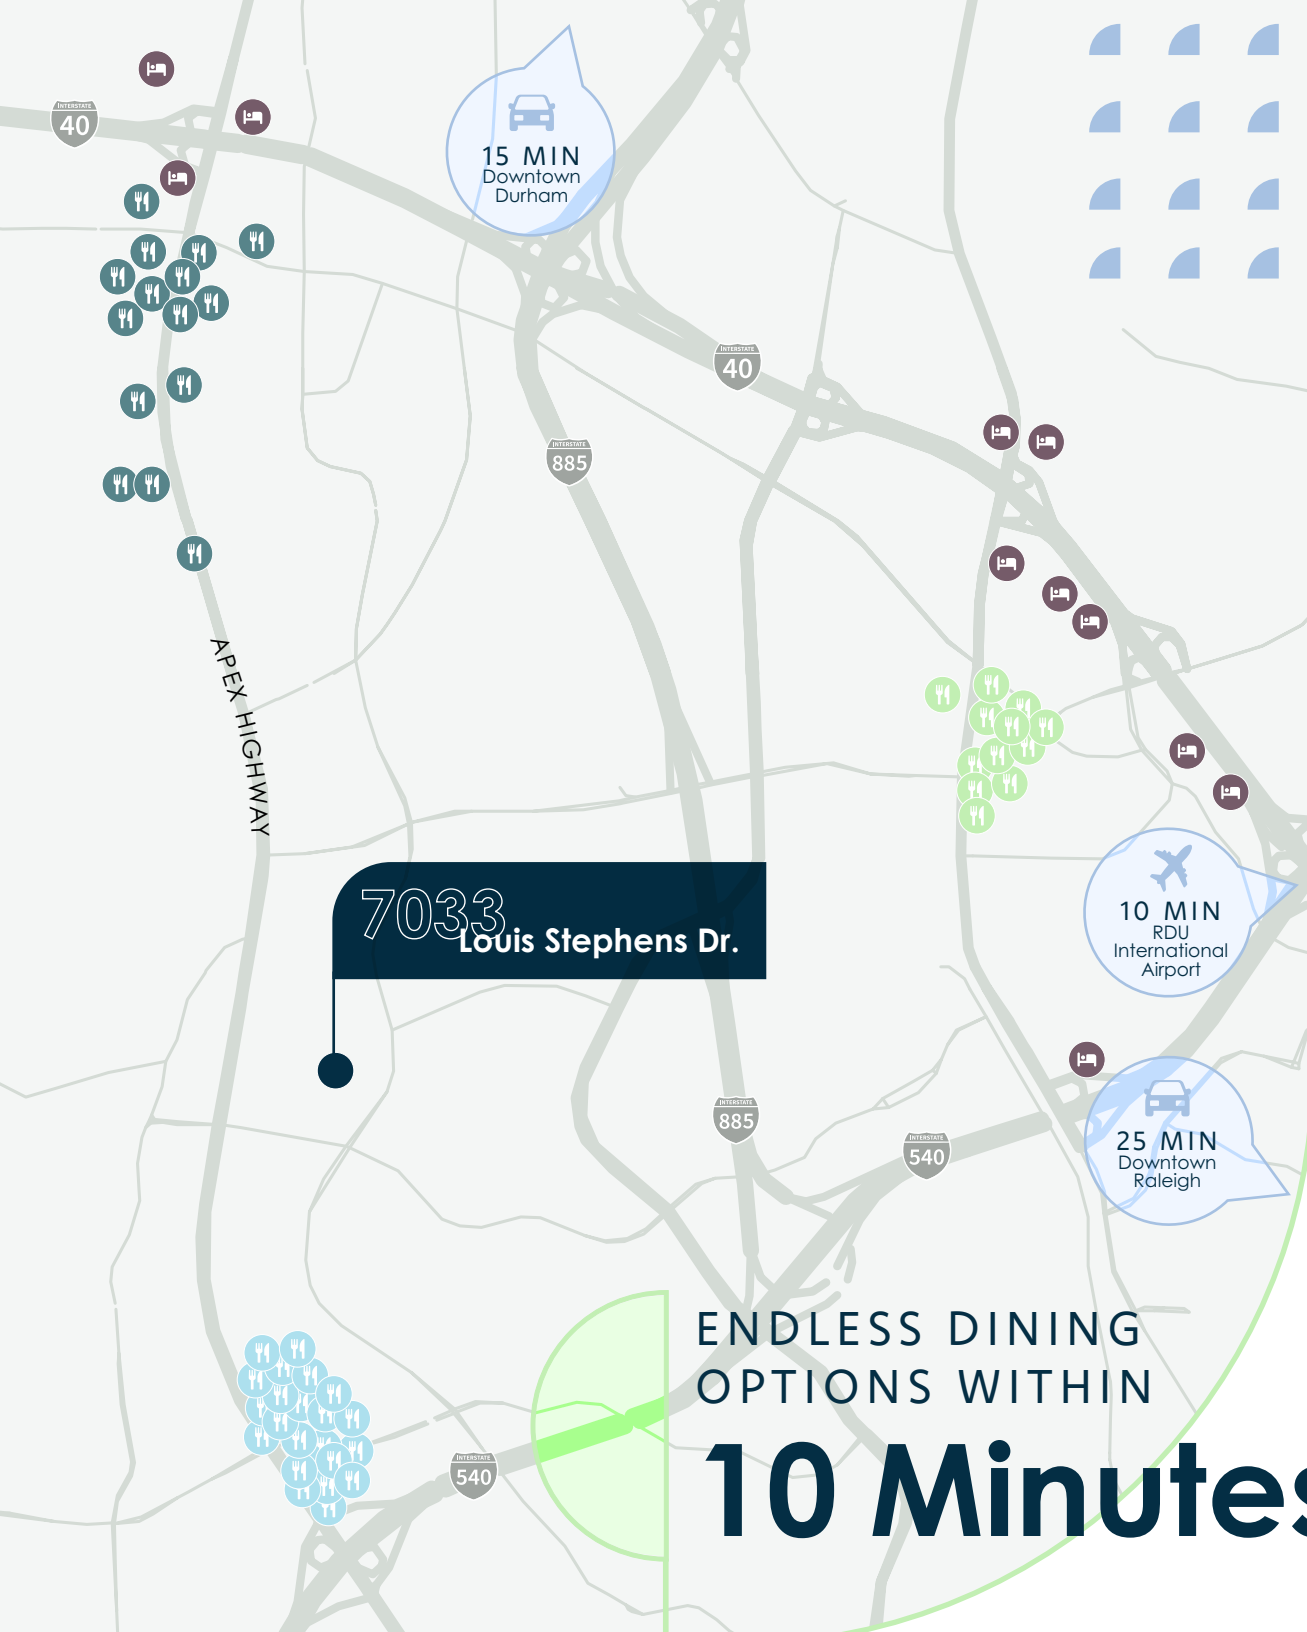 INTERSTATE
40
15 MIN
Downtown
Durham
INTERSTATE
40
INTERSTATE
885
APEX HIGHWAY
7033
Louis Stephens Dr.
10 MIN
RDU
International
Airport
INTERSTATE
885
INTERSTATE
540
25 MIN
Downtown
Raleigh
ENDLESS DINING
OPTIONS WITHIN
10 Minutes
INTERSTATE
540